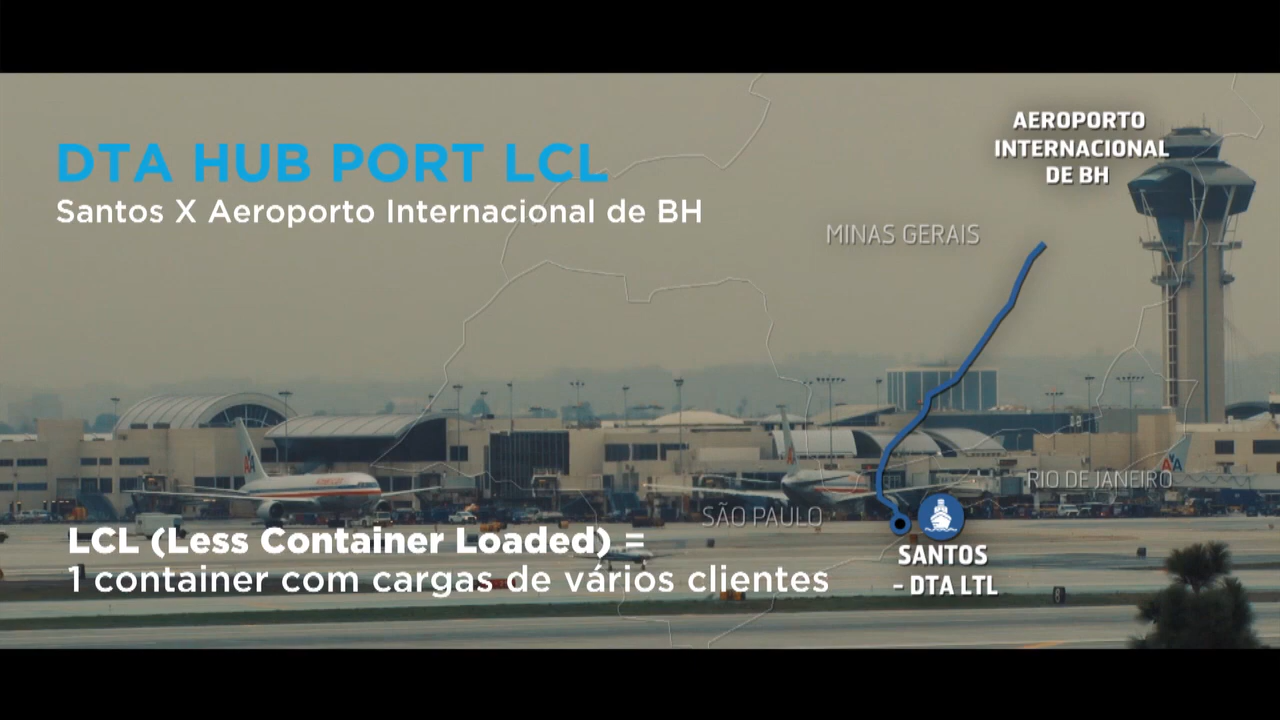 DTA HUB PORT LCL
Santos X Aeroporto Internacional de BH
AEROPORTO
INTERNACIONAL
DE BH
MINAS GERAIS
RIO DE JANEIRO
SÃO PAULO
SANTOS
- DTA LTL
LCL (Less Container Loaded) =
1 container com cargas de vários clientes
AA